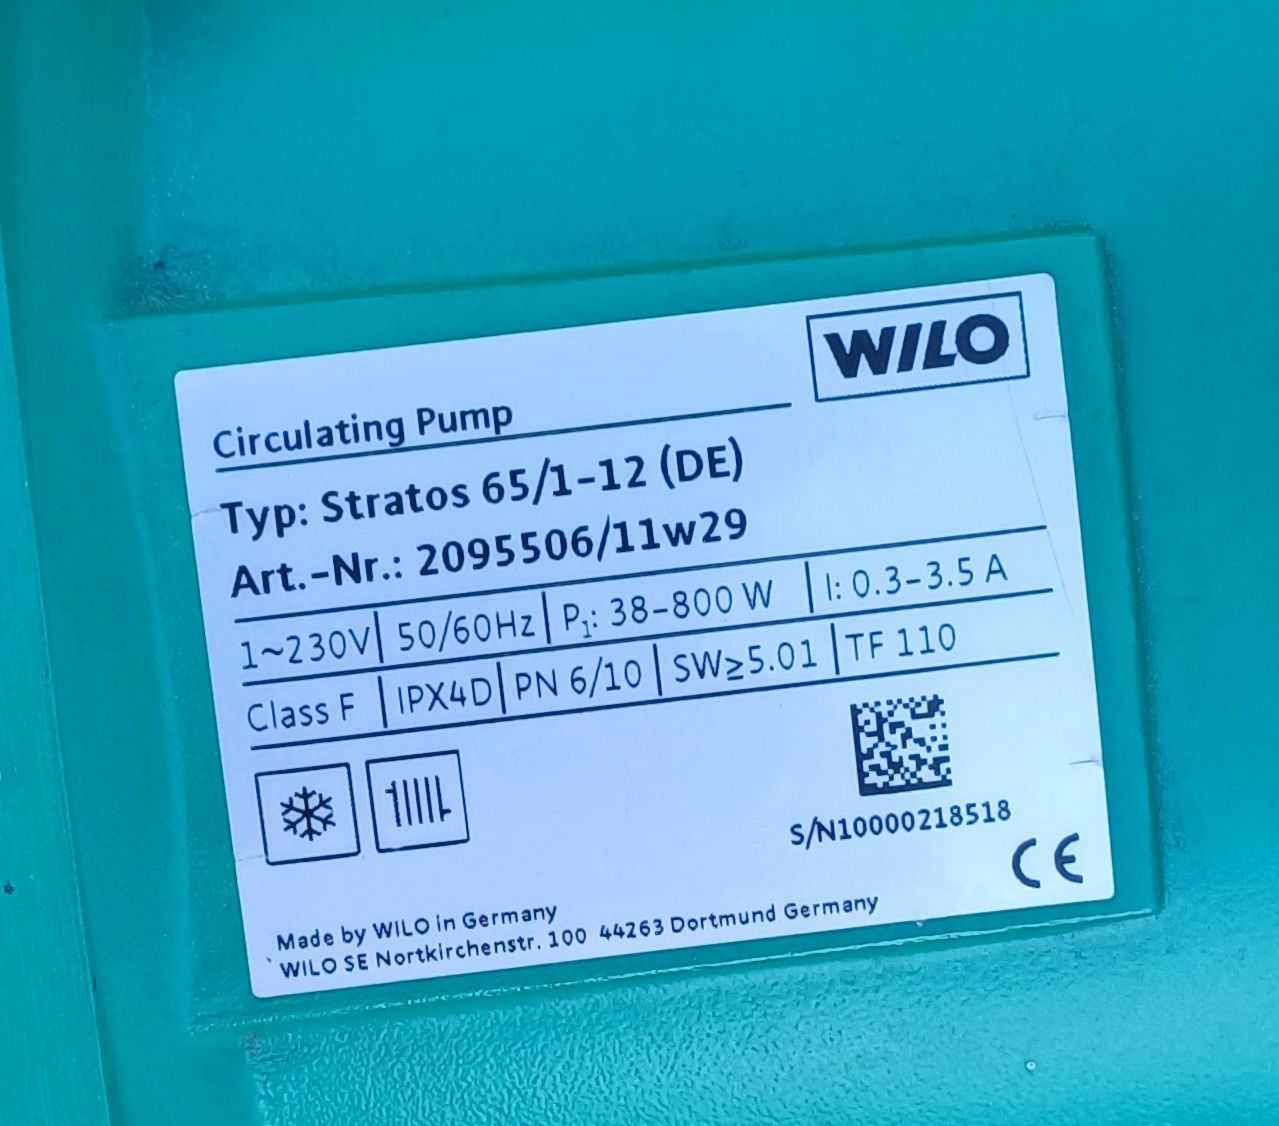 WILO
Circulating Pump
Typ: Stratos 65/1-12 (DE)
Art.-Nr.: 2095506/11w29
1~230V 50/60Hz P₁: 38-800 W I: 0.3-3.5 A
Class F IPX4D PN 6/10 SW≥5.01 TF 110
S/N10000218518
CE
Made by WILO in Germany
WILO SE Nortkirchenstr. 100 44263 Dortmund Germany